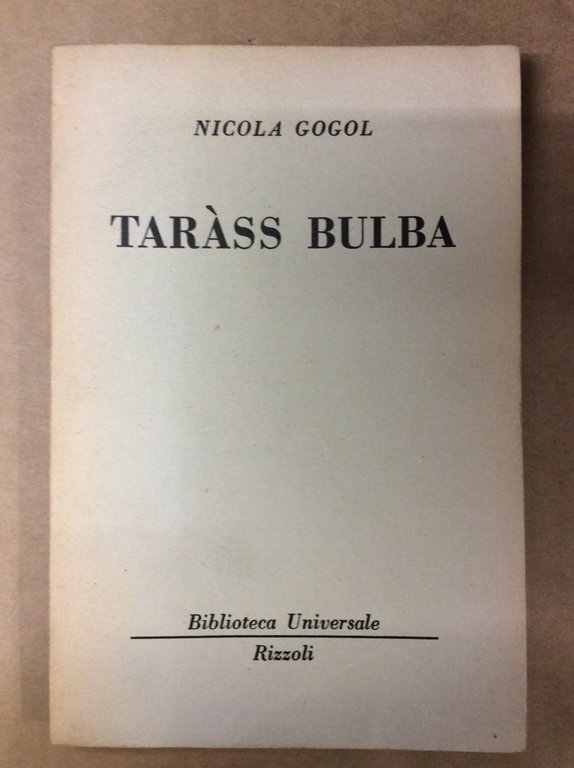 NICOLA GOGOL
TARÀSS BULBA
Biblioteca Universale
Rizzoli